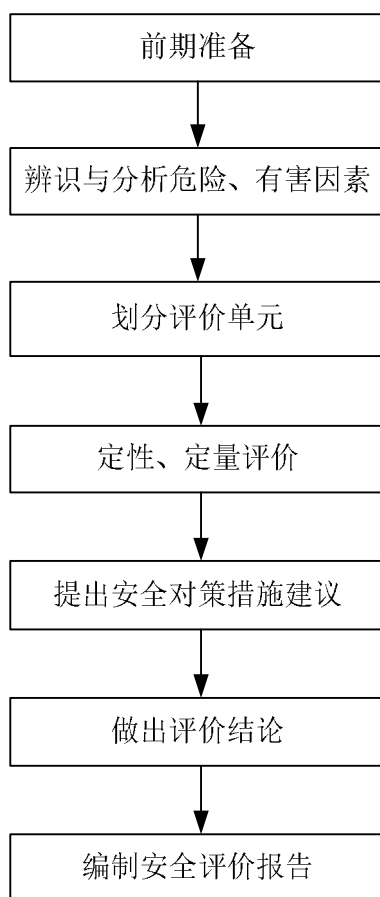 前期准备
辨识与分析危险、有害因素
划分评价单元
定性、定量评价
提出安全对策措施建议
做出评价结论
编制安全评价报告